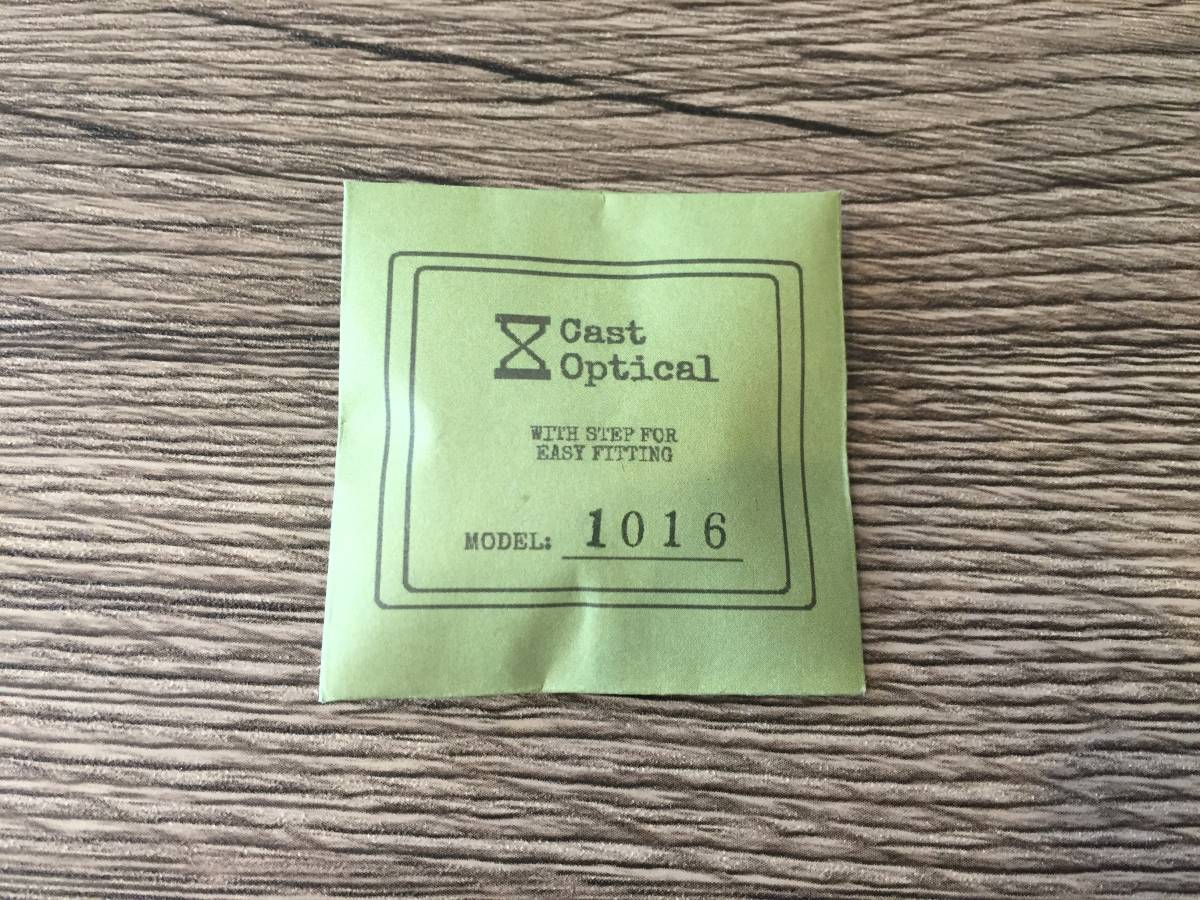 Cast
Optical
WITH STEP FOR
EASY FITTING
MODEL: 1016